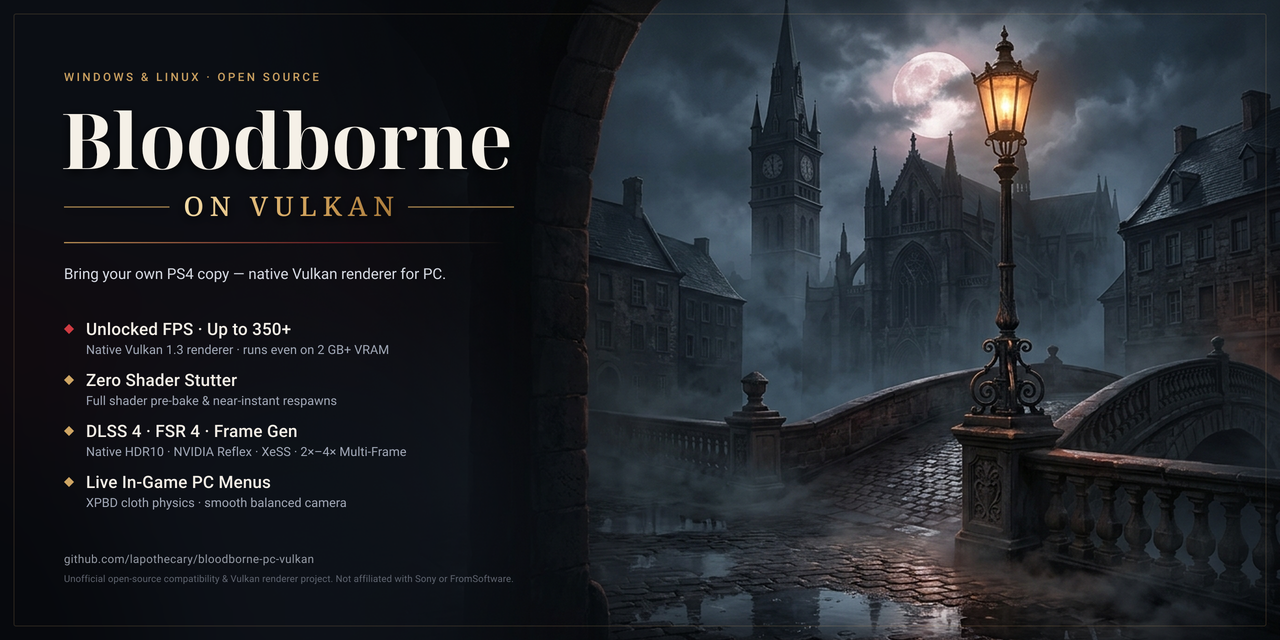 WINDOWS & LINUX · OPEN SOURCE
Bloodborne
ON VULKAN
Bring your own PS4 copy — native Vulkan renderer for PC.
Unlocked FPS · Up to 350+
Native Vulkan 1.3 renderer · runs even on 2 GB+ VRAM
Zero Shader Stutter
Full shader pre-bake & near-instant respawns
DLSS 4 · FSR 4 · Frame Gen
Native HDR10 · NVIDIA Reflex · XeSS · 2×–4× Multi-Frame
Live In-Game PC Menus
XPBD cloth physics · smooth balanced camera
github.com/lapothecary/bloodborne-pc-vulkan
Unofficial open-source compatibility & Vulkan renderer project. Not affiliated with Sony or FromSoftware.